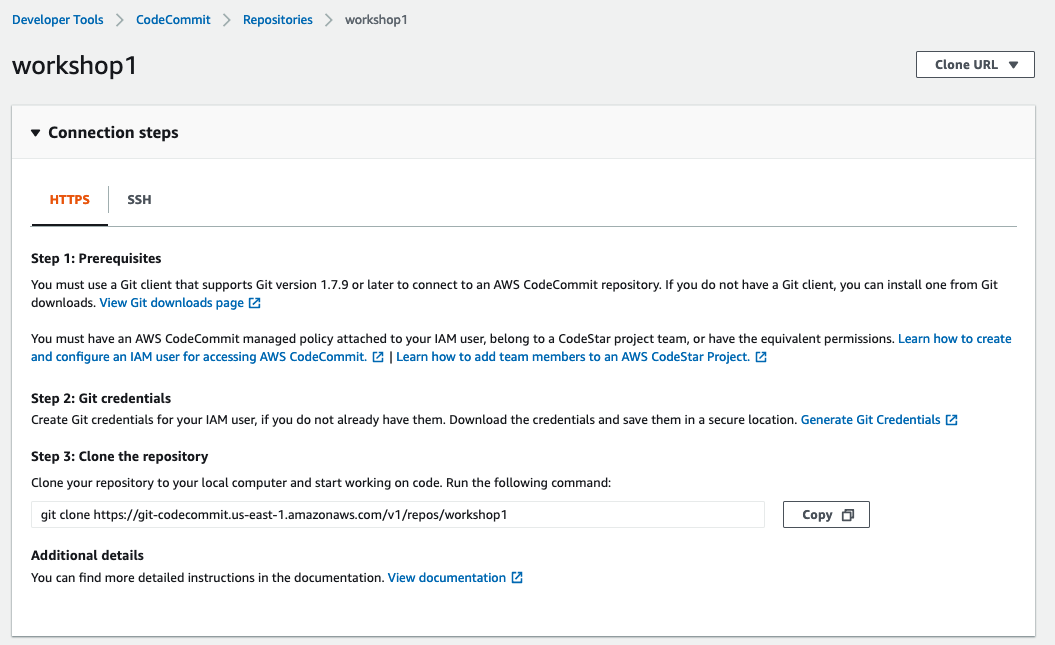 Developer Tools > CodeCommit > Repositories > workshop1
workshop1
Clone URL ▼
▼ Connection steps
HTTPS
SSH
Step 1: Prerequisites
You must use a Git client that supports Git version 1.7.9 or later to connect to an AWS CodeCommit repository. If you do not have a Git client, you can install one from Git
downloads. View Git downloads page
You must have an AWS CodeCommit managed policy attached to your IAM user, belong to a CodeStar project team, or have the equivalent permissions. Learn how to create
and configure an IAM user for accessing AWS CodeCommit. | Learn how to add team members to an AWS CodeStar Project.
Step 2: Git credentials
Create Git credentials for your IAM user, if you do not already have them. Download the credentials and save them in a secure location. Generate Git Credentials
Step 3: Clone the repository
Clone your repository to your local computer and start working on code. Run the following command:
git clone https://git-codecommit.us-east-1.amazonaws.com/v1/repos/workshop1
Copy
Additional details
You can find more detailed instructions in the documentation. View documentation